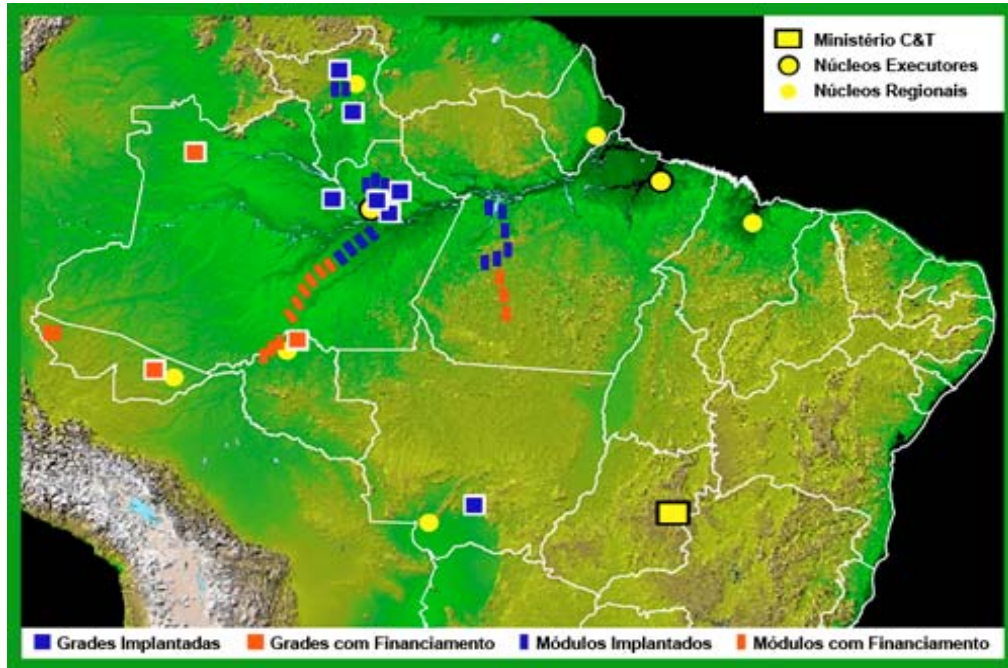 Ministério C&T
Núcleos Executores
Núcleos Regionais
Grades Implantadas Grades com Financiamento Módulos Implantados Módulos com Financiamento